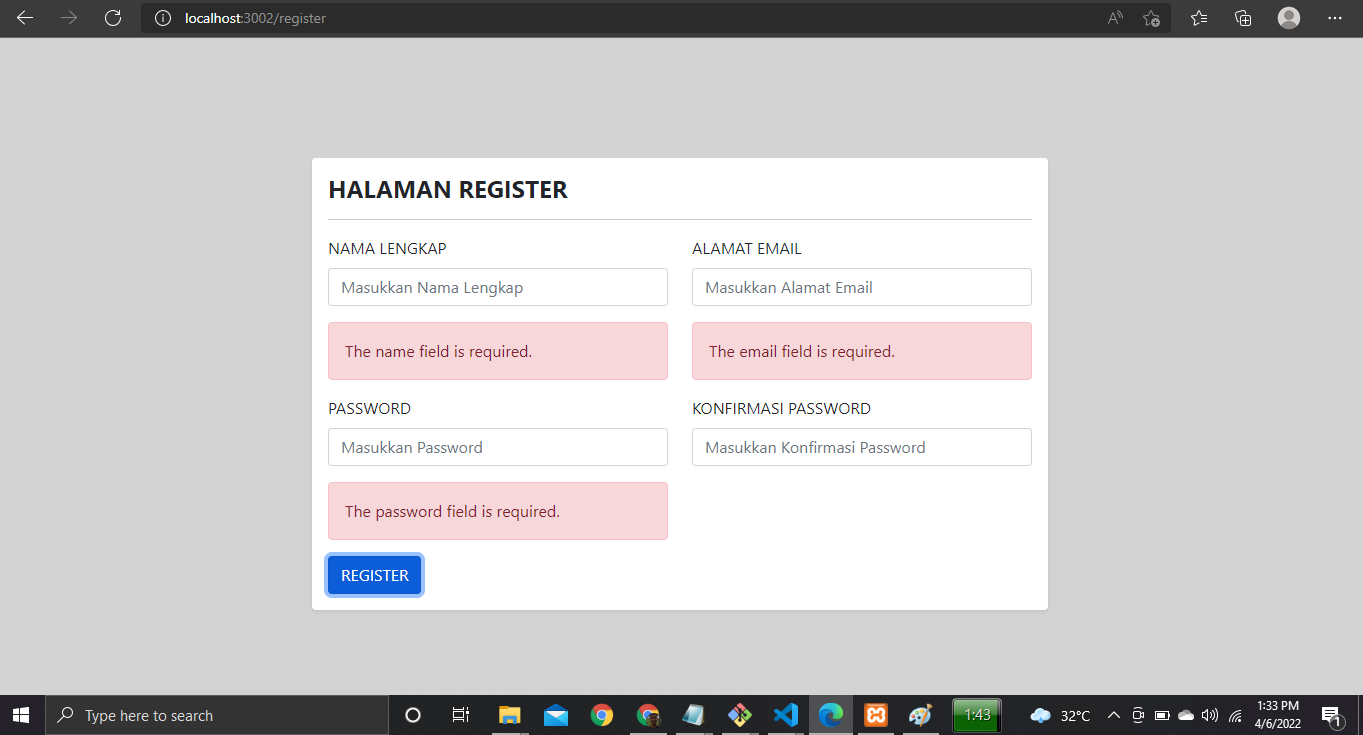 localhost:3002/register
HALAMAN REGISTER
NAMA LENGKAP
ALAMAT EMAIL
Masukkan Nama Lengkap
Masukkan Alamat Email
The name field is required.
The email field is required.
PASSWORD
KONFIRMASI PASSWORD
Masukkan Password
Masukkan Konfirmasi Password
The password field is required.
REGISTER
Type here to search
1:43
32°C
1:33 PM
4/6/2022
1